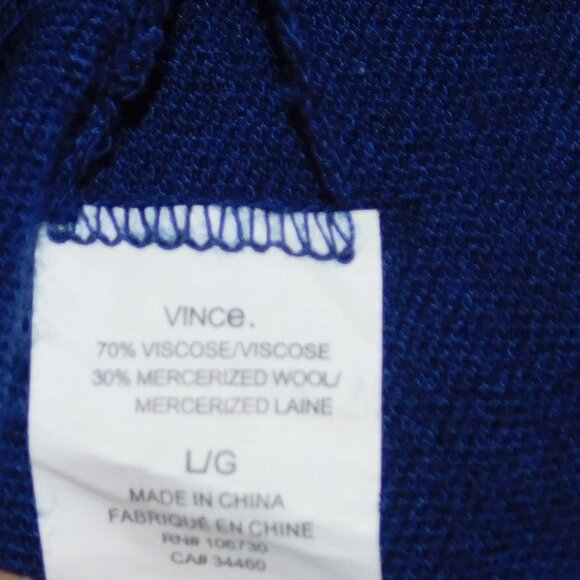 VINCe.
70% VISCOSE/VISCOSE
30% MERCERIZED WOOL/
MERCERIZED LAINE
L/G
MADE IN CHINA
FABRIQUÉ EN CHINE
RN# 106730
CA# 34460